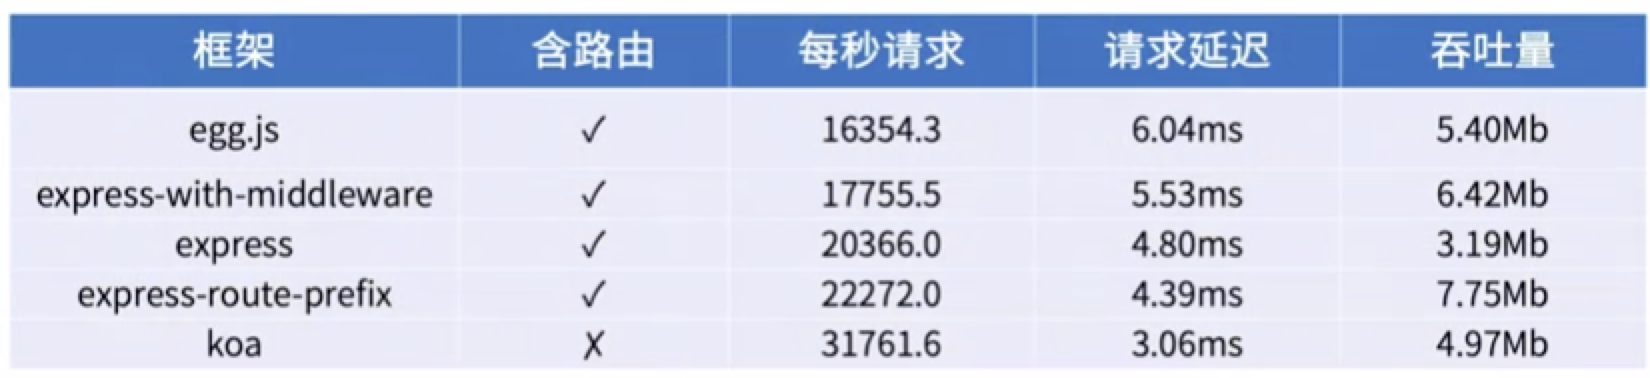 框架 含路由 每秒请求 请求延迟 吞吐量
egg.js ✓ 16354.3 6.04ms 5.40Mb
express-with-middleware ✓ 17755.5 5.53ms 6.42Mb
express ✓ 20366.0 4.80ms 3.19Mb
express-route-prefix ✓ 22272.0 4.39ms 7.75Mb
koa ✗ 31761.6 3.06ms 4.97Mb